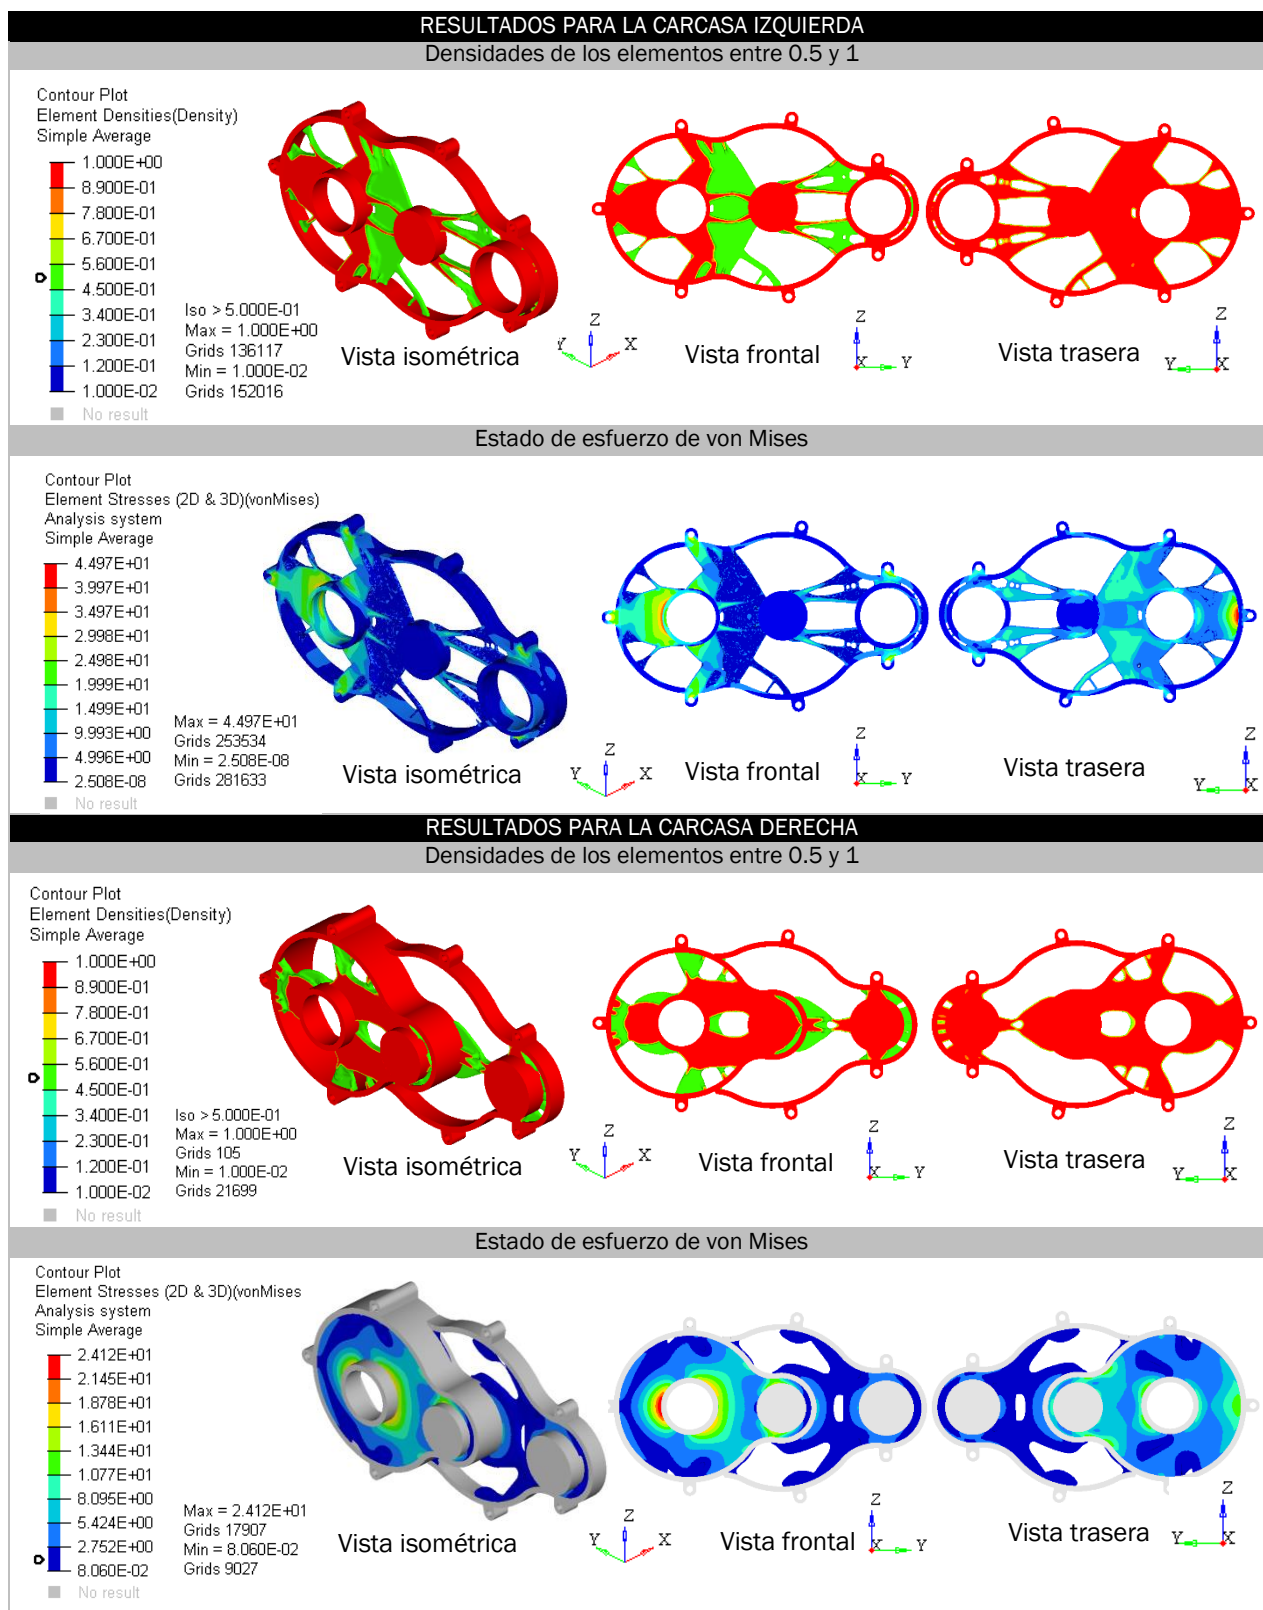 RESULTADOS PARA LA CARCASA IZQUIERDA
Densidades de los elementos entre 0.5 y 1
Contour Plot
Element Densities(Density)
Simple Average
1.000E+00
8.900E-01
7.800E-01
6.700E-01
5.600E-01
4.500E-01
3.400E-01
2.300E-01
1.200E-01
1.000E-02
No result
Iso > 5.000E-01
Max = 1.000E+00
Grids 136117
Min = 1.000E-02
Grids 152016
Vista isométrica
Z
Y
X
Vista frontal
Z
X
Y
Vista trasera
Z
Y
X
Estado de esfuerzo de von Mises
Contour Plot
Element Stresses (2D & 3D)(vonMises)
Analysis system
Simple Average
4.497E+01
3.997E+01
3.497E+01
2.998E+01
2.498E+01
1.999E+01
1.499E+01
9.993E+00
4.996E+00
2.508E-08
No result
Max = 4.497E+01
Grids 253534
Min = 2.508E-08
Grids 281633
Vista isométrica
Z
Y
X
Vista frontal
Z
X
Y
Vista trasera
Z
Y
X
RESULTADOS PARA LA CARCASA DERECHA
Densidades de los elementos entre 0.5 y 1
Contour Plot
Element Densities(Density)
Simple Average
1.000E+00
8.900E-01
7.800E-01
6.700E-01
5.600E-01
4.500E-01
3.400E-01
2.300E-01
1.200E-01
1.000E-02
No result
Iso > 5.000E-01
Max = 1.000E+00
Grids 105
Min = 1.000E-02
Grids 21699
Vista isométrica
Z
Y
X
Vista frontal
Z
X
Y
Vista trasera
Z
Y
X
Estado de esfuerzo de von Mises
Contour Plot
Element Stresses (2D & 3D)(vonMises
Analysis system
Simple Average
2.412E+01
2.145E+01
1.878E+01
1.611E+01
1.344E+01
1.077E+01
8.095E+00
5.424E+00
2.752E+00
8.060E-02
No result
Max = 2.412E+01
Grids 17907
Min = 8.060E-02
Grids 9027
Vista isométrica
Z
Y
X
Vista frontal
Z
X
Y
Vista trasera
Z
Y
X